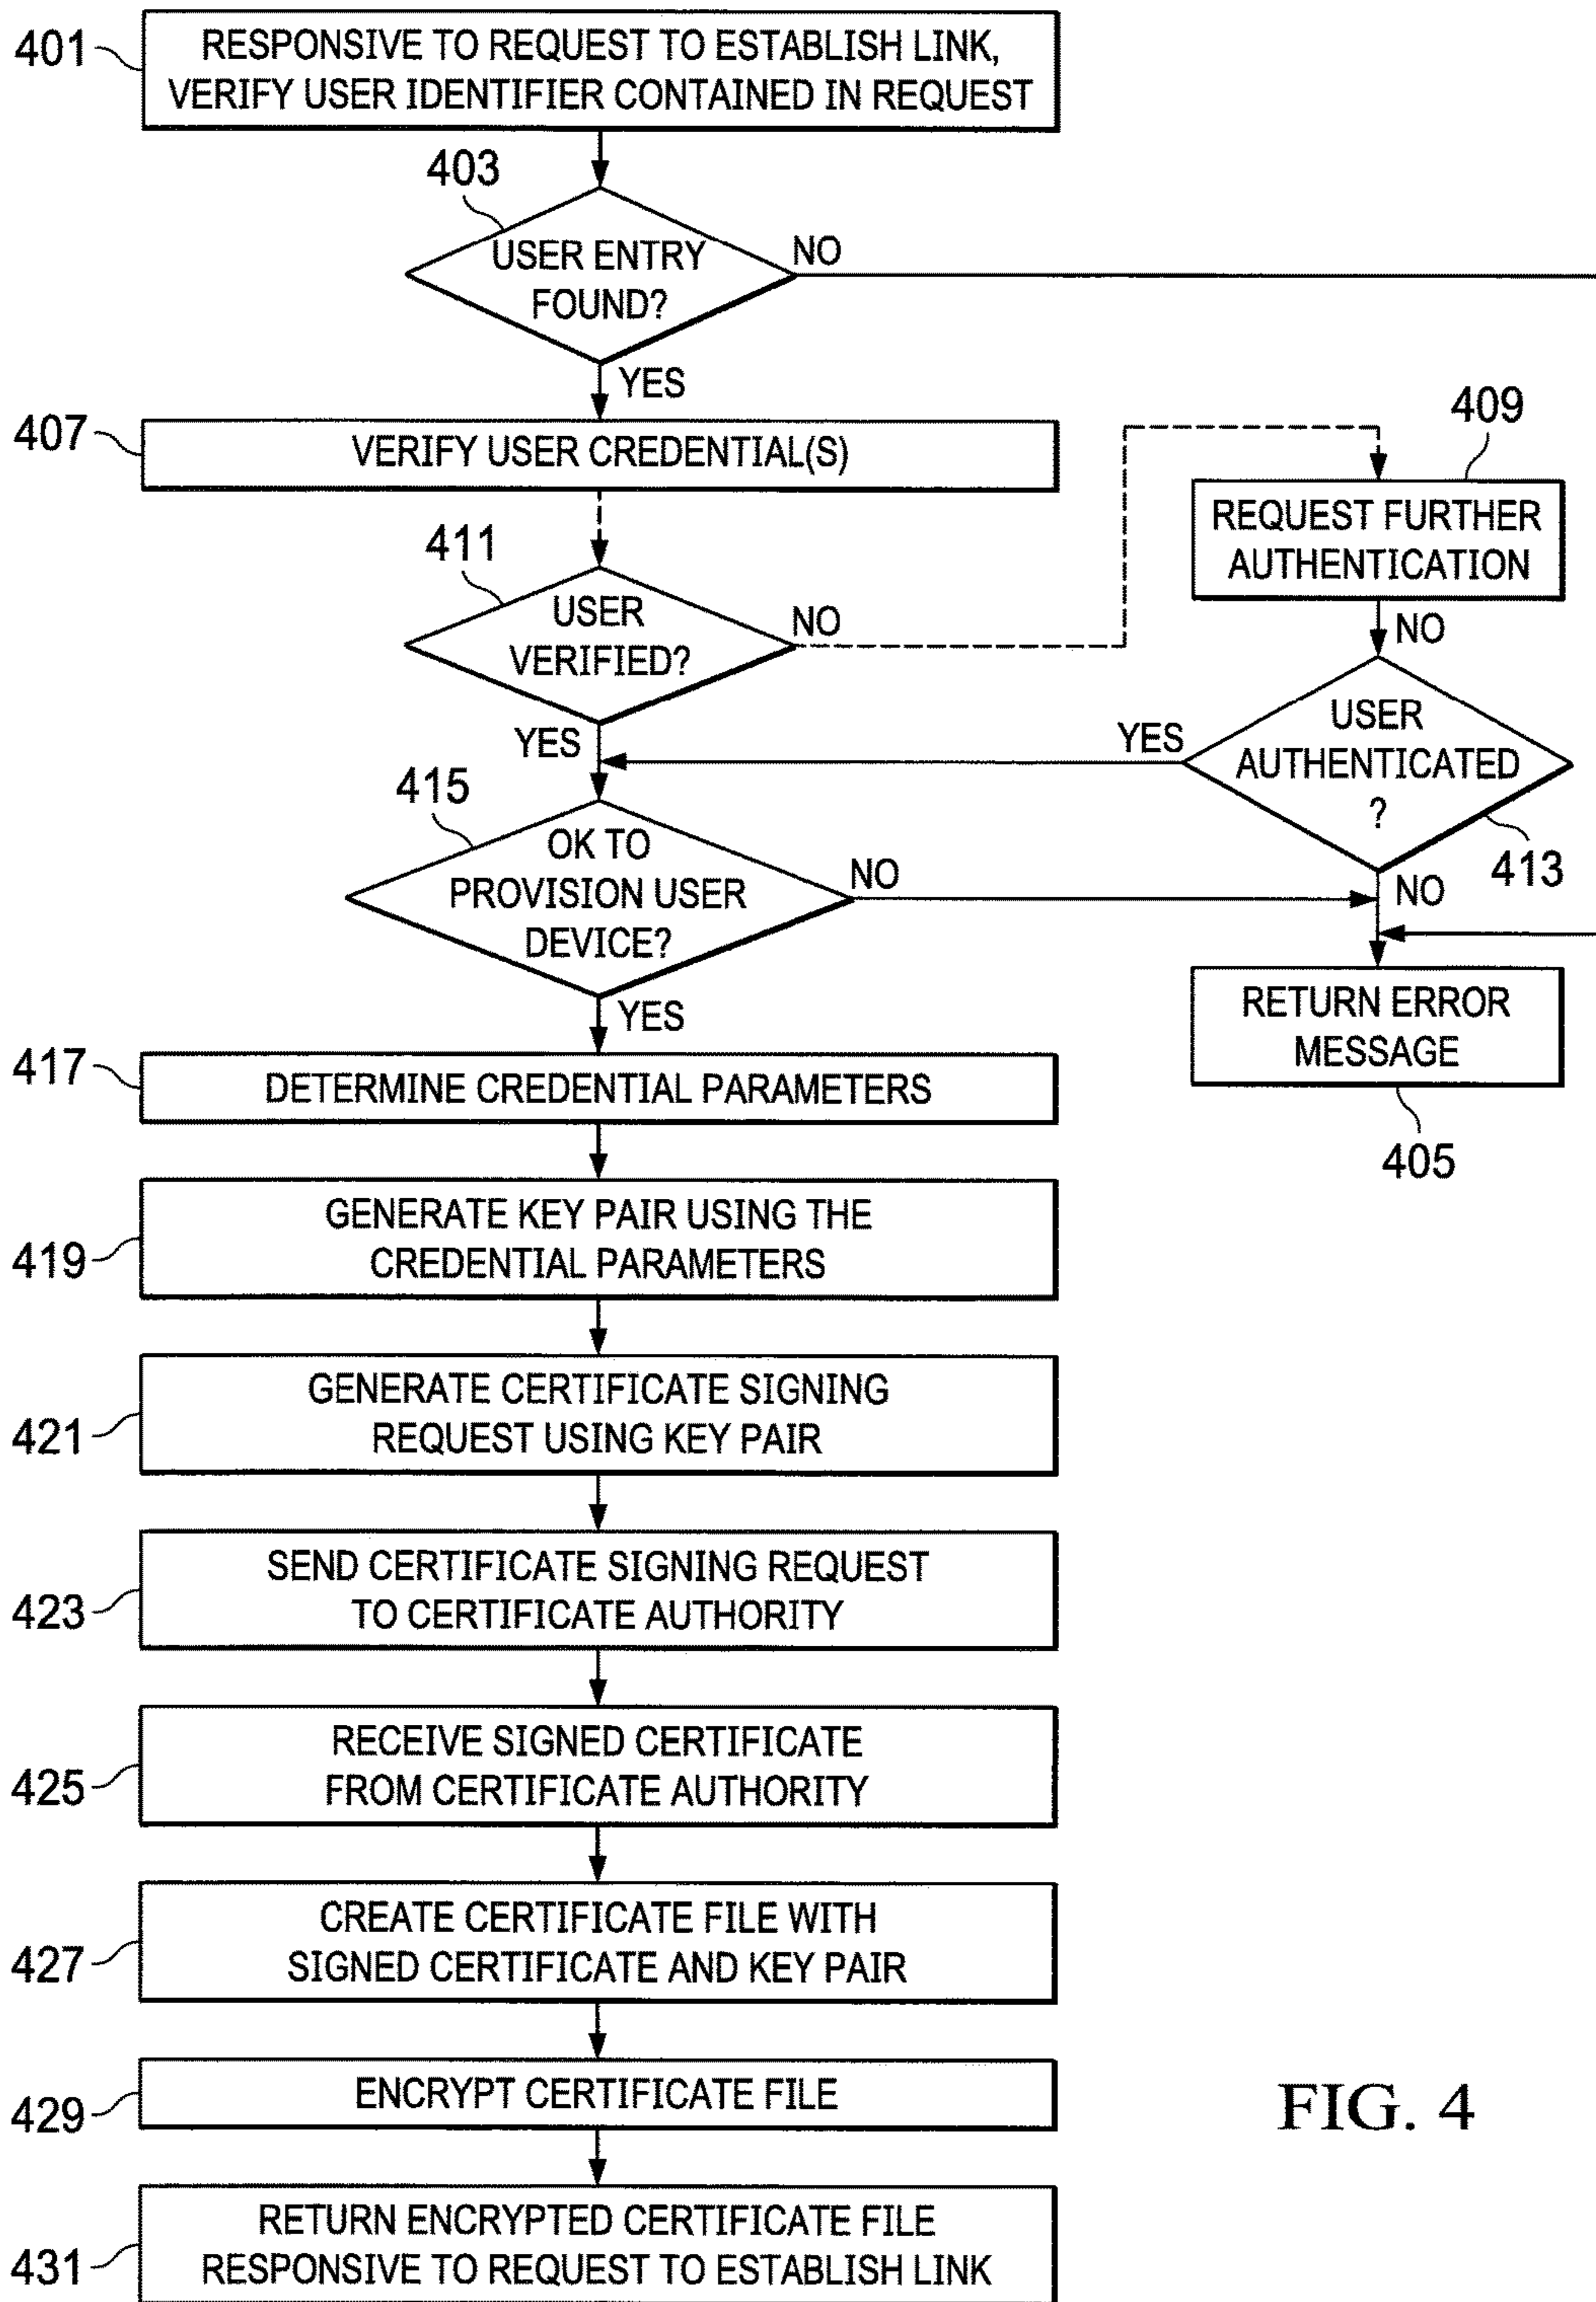 401
RESPONSIVE TO REQUEST TO ESTABLISH LINK,
VERIFY USER IDENTIFIER CONTAINED IN REQUEST
403
USER ENTRY
FOUND?
NO
YES
407
VERIFY USER CREDENTIAL(S)
409
REQUEST FURTHER
AUTHENTICATION
NO
411
USER
VERIFIED?
NO
YES
USER
AUTHENTICATED
?
YES
413
NO
415
OK TO
PROVISION USER
DEVICE?
NO
YES
RETURN ERROR
MESSAGE
405
417
DETERMINE CREDENTIAL PARAMETERS
419
GENERATE KEY PAIR USING THE
CREDENTIAL PARAMETERS
421
GENERATE CERTIFICATE SIGNING
REQUEST USING KEY PAIR
423
SEND CERTIFICATE SIGNING REQUEST
TO CERTIFICATE AUTHORITY
425
RECEIVE SIGNED CERTIFICATE
FROM CERTIFICATE AUTHORITY
427
CREATE CERTIFICATE FILE WITH
SIGNED CERTIFICATE AND KEY PAIR
429
ENCRYPT CERTIFICATE FILE
431
RETURN ENCRYPTED CERTIFICATE FILE
RESPONSIVE TO REQUEST TO ESTABLISH LINK
FIG. 4